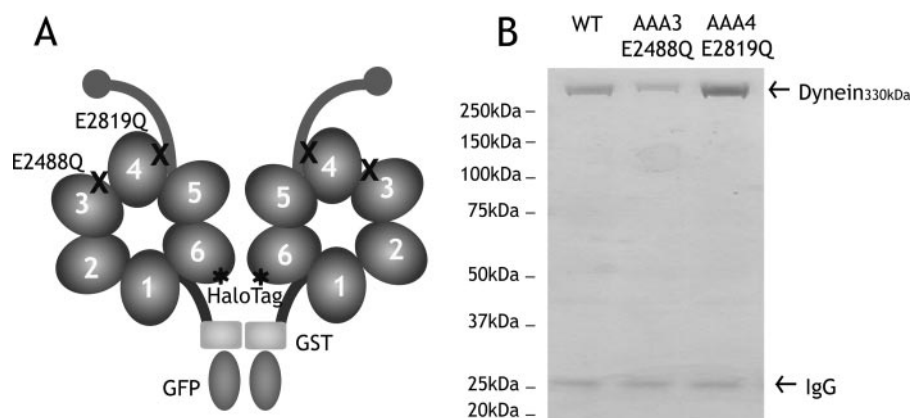 A
E2819Q
E2488Q
X
X
X
X
4
4
3
5
5
3
2
6
6
2
1
*
*
1
HaloTag
GST
GFP
B
WT
AAA3
E2488Q
AAA4
E2819Q
← Dynein330kDa
250kDa –
150kDa –
100kDa –
75kDa –
50kDa –
37kDa –
25kDa –
← IgG
20kDa –